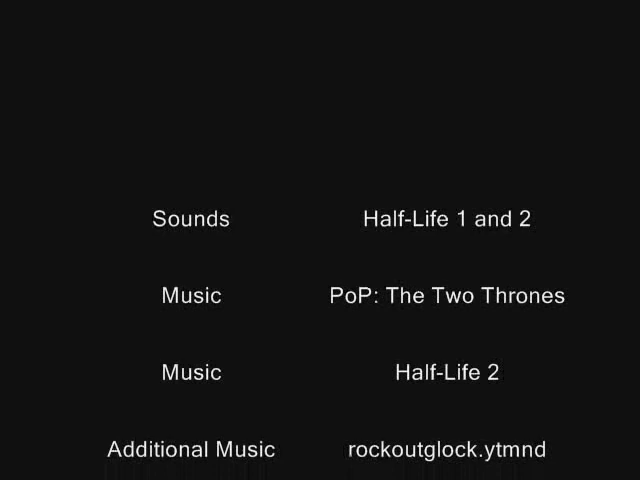 Sounds Half-Life 1 and 2
Music PoP: The Two Thrones
Music Half-Life 2
Additional Music rockoutglock.ytmnd